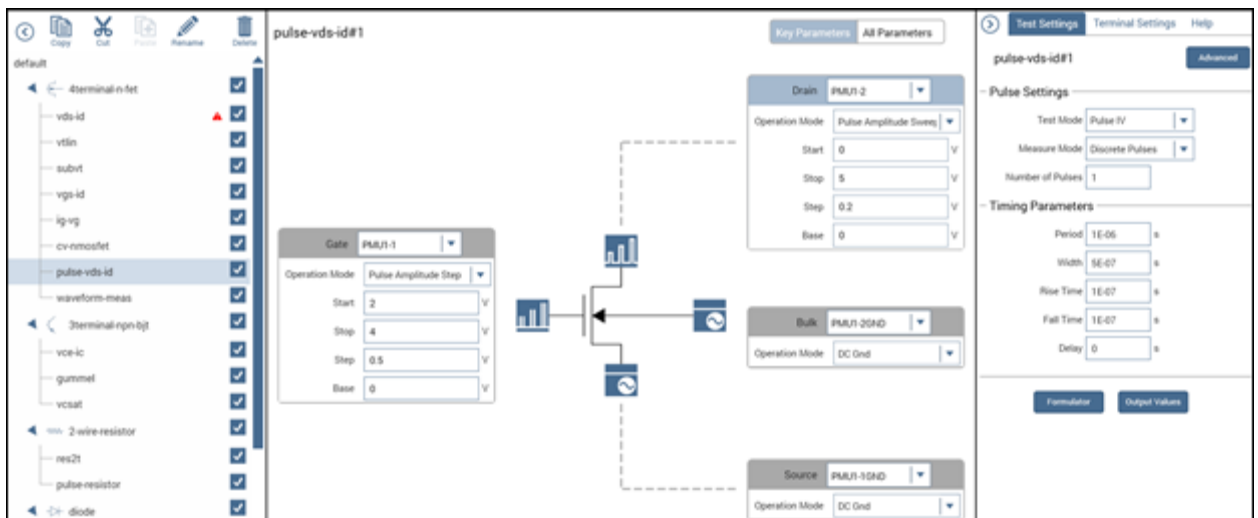 Copy Cut Paste Rename Delete
default
4terminal-n-fet
vds-id
vtlin
subvt
vgs-id
ig-vg
cv-nmosfet
pulse-vds-id
waveform-meas
3terminal-npn-bjt
vce-ic
gummel
vcsat
2-wire-resistor
res2t
pulse-resistor
diode
pulse-vds-id#1
Key Parameters All Parameters
Gate PMU1-1
Operation Mode Pulse Amplitude Step
Start 2 V
Stop 4 V
Step 0.5 V
Base 0 V
Drain PMU1-2
Operation Mode Pulse Amplitude Sweep
Start 0 V
Stop 5 V
Step 0.2 V
Base 0 V
Bulk PMU1-2GND
Operation Mode DC Gnd
Source PMU1-1GND
Operation Mode DC Gnd
Test Settings Terminal Settings Help
pulse-vds-id#1 Advanced
Pulse Settings
Test Mode Pulse IV
Measure Mode Discrete Pulses
Number of Pulses 1
Timing Parameters
Period 1E-06 s
Width 5E-07 s
Rise Time 1E-07 s
Fall Time 1E-07 s
Delay 0 s
Formulator Output Values